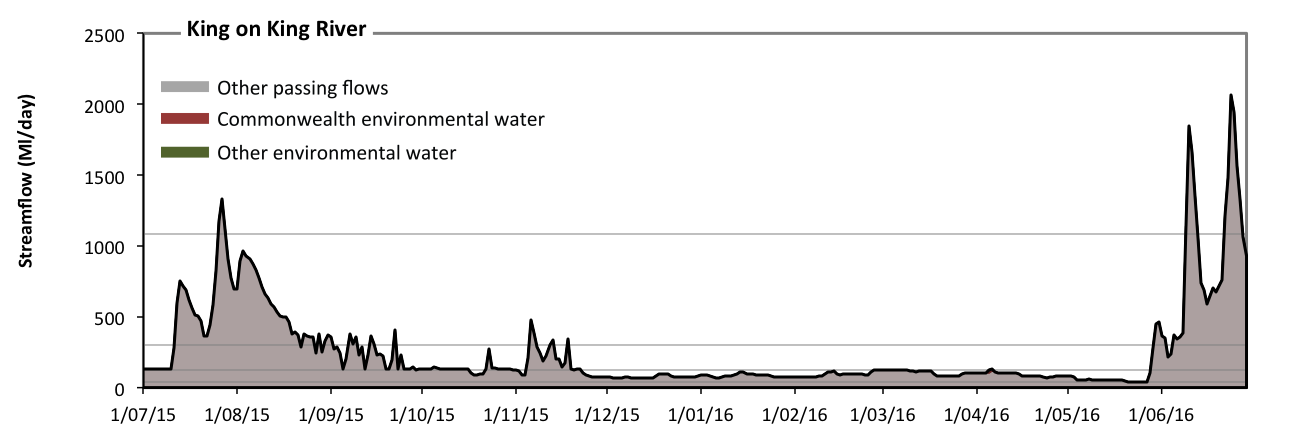 King on King River
Streamflow (Ml/day)
2500
2000
1500
1000
500
0
Other passing flows
Commonwealth environmental water
Other environmental water
1/07/15 1/08/15 1/09/15 1/10/15 1/11/15 1/12/15 1/01/16 1/02/16 1/03/16 1/04/16 1/05/16 1/06/16